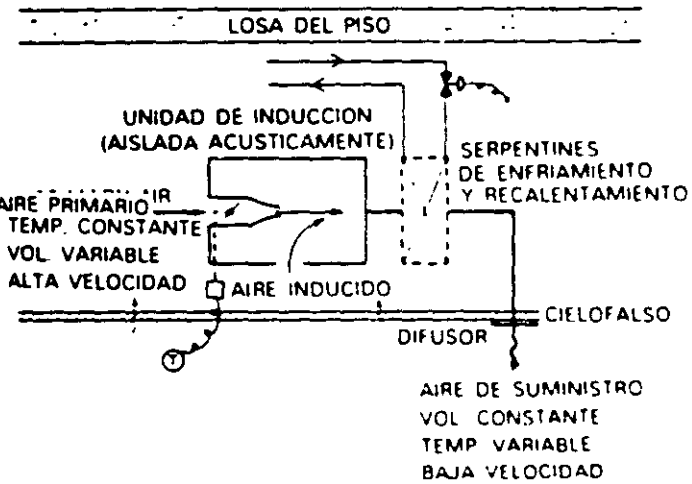 LOSA DEL PISO
UNIDAD DE INDUCCION
(AISLADA ACUSTICAMENTE)
SERPENTINES
DE ENFRIAMIENTO
Y RECALENTAMIENTO
AIR
AIRE PRIMARIO
TEMP. CONSTANTE
VOL. VARIABLE
ALTA VELOCIDAD
AIRE INDUCIDO
CIELOFALSO
DIFUSOR
T
AIRE DE SUMINISTRO
VOL CONSTANTE
TEMP VARIABLE
BAJA VELOCIDAD